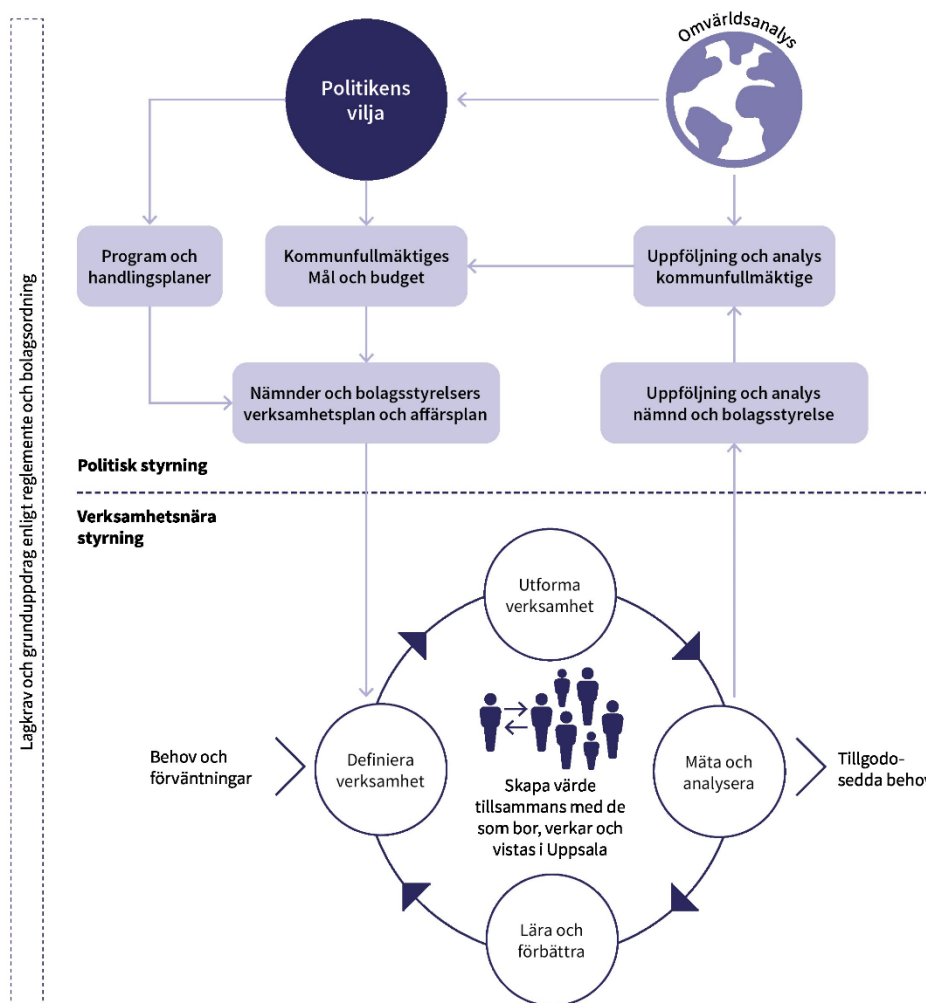 Omvärldsanalys
Politikens
vilja
Program och
handlingsplaner
Kommunfullmäktiges
Mål och budget
Uppföljning och analys
kommunfullmäktige
Nämnder och bolagsstyrelsers
verksamhetsplan och affärsplan
Uppföljning och analys
nämnd och bolagsstyrelse
Lagkrav och grunduppdrag enligt reglemente och bolagsordning
Politisk styrning
Verksamhetsnära
styrning
Utforma
verksamhet
Behov och
förväntningar
Definiera
verksamhet
Skapa värde
tillsammans med de
som bor, verkar och
vistas i Uppsala
Mäta och
analysera
Tillgodo-
sedda behov
Lära och
förbättra